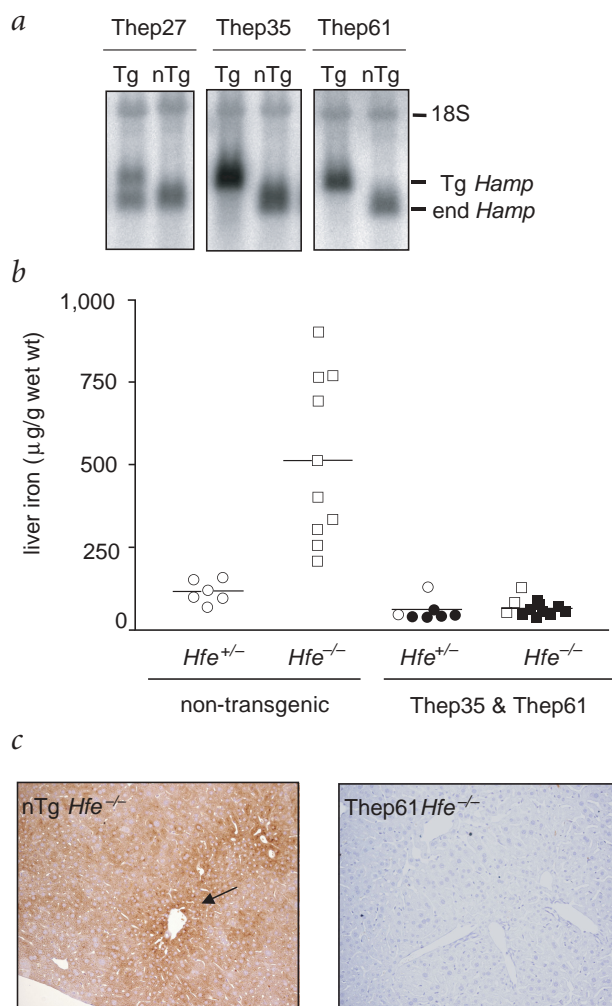 a
Thep27 Thep35 Thep61
Tg nTg Tg nTg Tg nTg
18S
Tg Hamp
end Hamp
b
liver iron (µg/g wet wt)
1,000
750
500
250
0
Hfe+/– Hfe–/– Hfe+/– Hfe–/–
non-transgenic Thep35 & Thep61
c
nTg Hfe–/– Thep61Hfe–/–